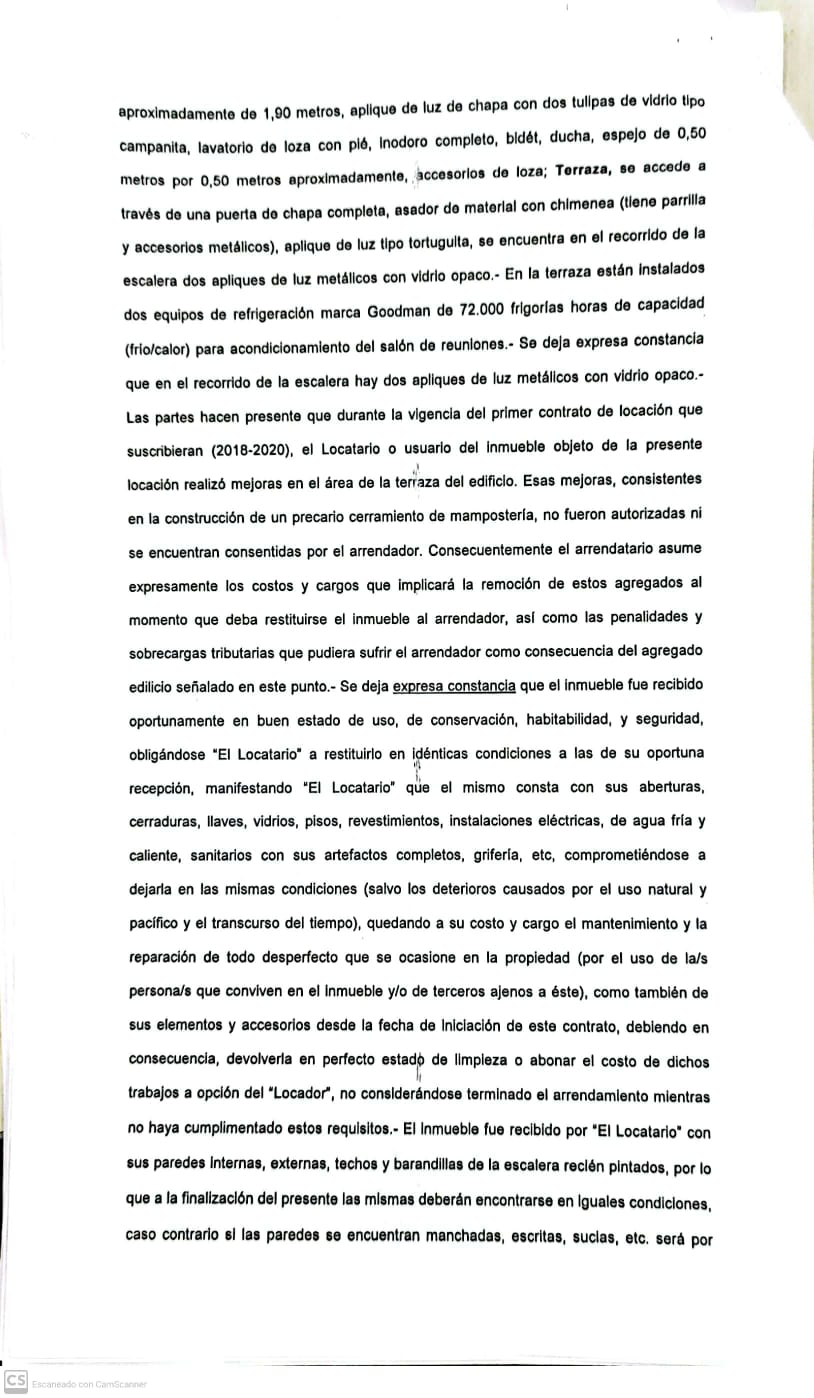 aproximadamente de 1,90 metros, aplique de luz de chapa con dos tulipas de vidrio tipo
campanita, lavatorio de loza con pié, inodoro completo, bidét, ducha, espejo de 0,50
metros por 0,50 metros aproximadamente, accesorios de loza; Terraza, se accede a
través de una puerta de chapa completa, asador de material con chimenea (tiene parrilla
y accesorios metálicos), aplique de luz tipo tortuguita, se encuentra en el recorrido de la
escalera dos apliques de luz metálicos con vidrio opaco.- En la terraza están instalados
dos equipos de refrigeración marca Goodman de 72.000 frigorías horas de capacidad
(frio/calor) para acondicionamiento del salón de reuniones.- Se deja expresa constancia
que en el recorrido de la escalera hay dos apliques de luz metálicos con vidrio opaco.-
Las partes hacen presente que durante la vigencia del primer contrato de locación que
suscribieran (2018-2020), el Locatario o usuario del inmueble objeto de la presente
locación realizó mejoras en el área de la terraza del edificio. Esas mejoras, consistentes
en la construcción de un precario cerramiento de mampostería, no fueron autorizadas ni
se encuentran consentidas por el arrendador. Consecuentemente el arrendatario asume
expresamente los costos y cargos que implicará la remoción de estos agregados al
momento que deba restituirse el inmueble al arrendador, así como las penalidades y
sobrecargas tributarias que pudiera sufrir el arrendador como consecuencia del agregado
edilicio señalado en este punto.- Se deja expresa constancia que el inmueble fue recibido
oportunamente en buen estado de uso, de conservación, habitabilidad, y seguridad,
obligándose "El Locatario" a restituirlo en idénticas condiciones a las de su oportuna
recepción, manifestando "El Locatario" que el mismo consta con sus aberturas,
cerraduras, llaves, vidrios, pisos, revestimientos, instalaciones eléctricas, de agua fría y
caliente, sanitarios con sus artefactos completos, grifería, etc, comprometiéndose a
dejarla en las mismas condiciones (salvo los deterioros causados por el uso natural y
pacífico y el transcurso del tiempo), quedando a su costo y cargo el mantenimiento y la
reparación de todo desperfecto que se ocasione en la propiedad (por el uso de la/s
persona/s que conviven en el inmueble y/o de terceros ajenos a éste), como también de
sus elementos y accesorios desde la fecha de iniciación de este contrato, debiendo en
consecuencia, devolverla en perfecto estado de limpieza o abonar el costo de dichos
trabajos a opción del "Locador", no considerándose terminado el arrendamiento mientras
no haya cumplimentado estos requisitos.- El inmueble fue recibido por "El Locatario" con
sus paredes internas, externas, techos y barandillas de la escalera recién pintados, por lo
que a la finalización del presente las mismas deberán encontrarse en iguales condiciones,
caso contrario si las paredes se encuentran manchadas, escritas, sucias, etc. será por
CS Escaneado con CamScanner